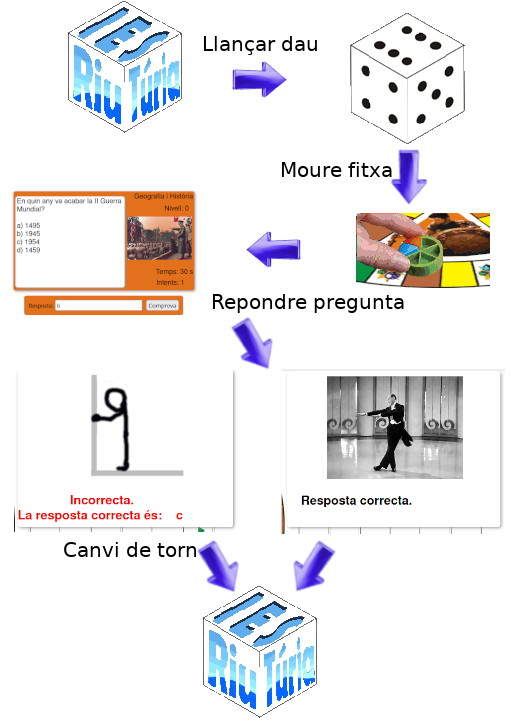 IES
Riu Túria
Llançar dau
Moure fitxa
Geografia i Història
Nivell: 0
En quin any va acabar la II Guerra
Mundial?
a) 1495
b) 1945
c) 1954
d) 1459
Temps: 30 s
Intents: 1
Resposta: b Comprova
Repondre pregunta
Incorrecta.
La resposta correcta és: c
Resposta correcta.
Canvi de torn
IES
Riu Túria